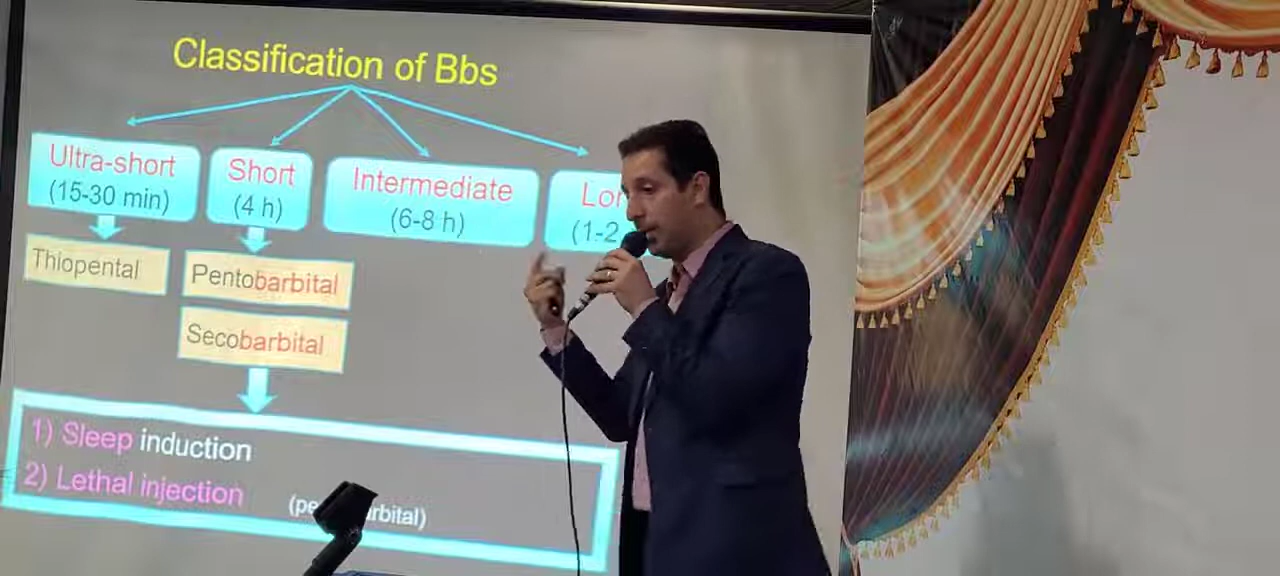 Classification of Bbs
Ultra-short
(15-30 min)
Short
(4 h)
Intermediate
(6-8 h)
Thiopental
Pentobarbital
Secobarbital
1) Sleep induction
2) Lethal injection